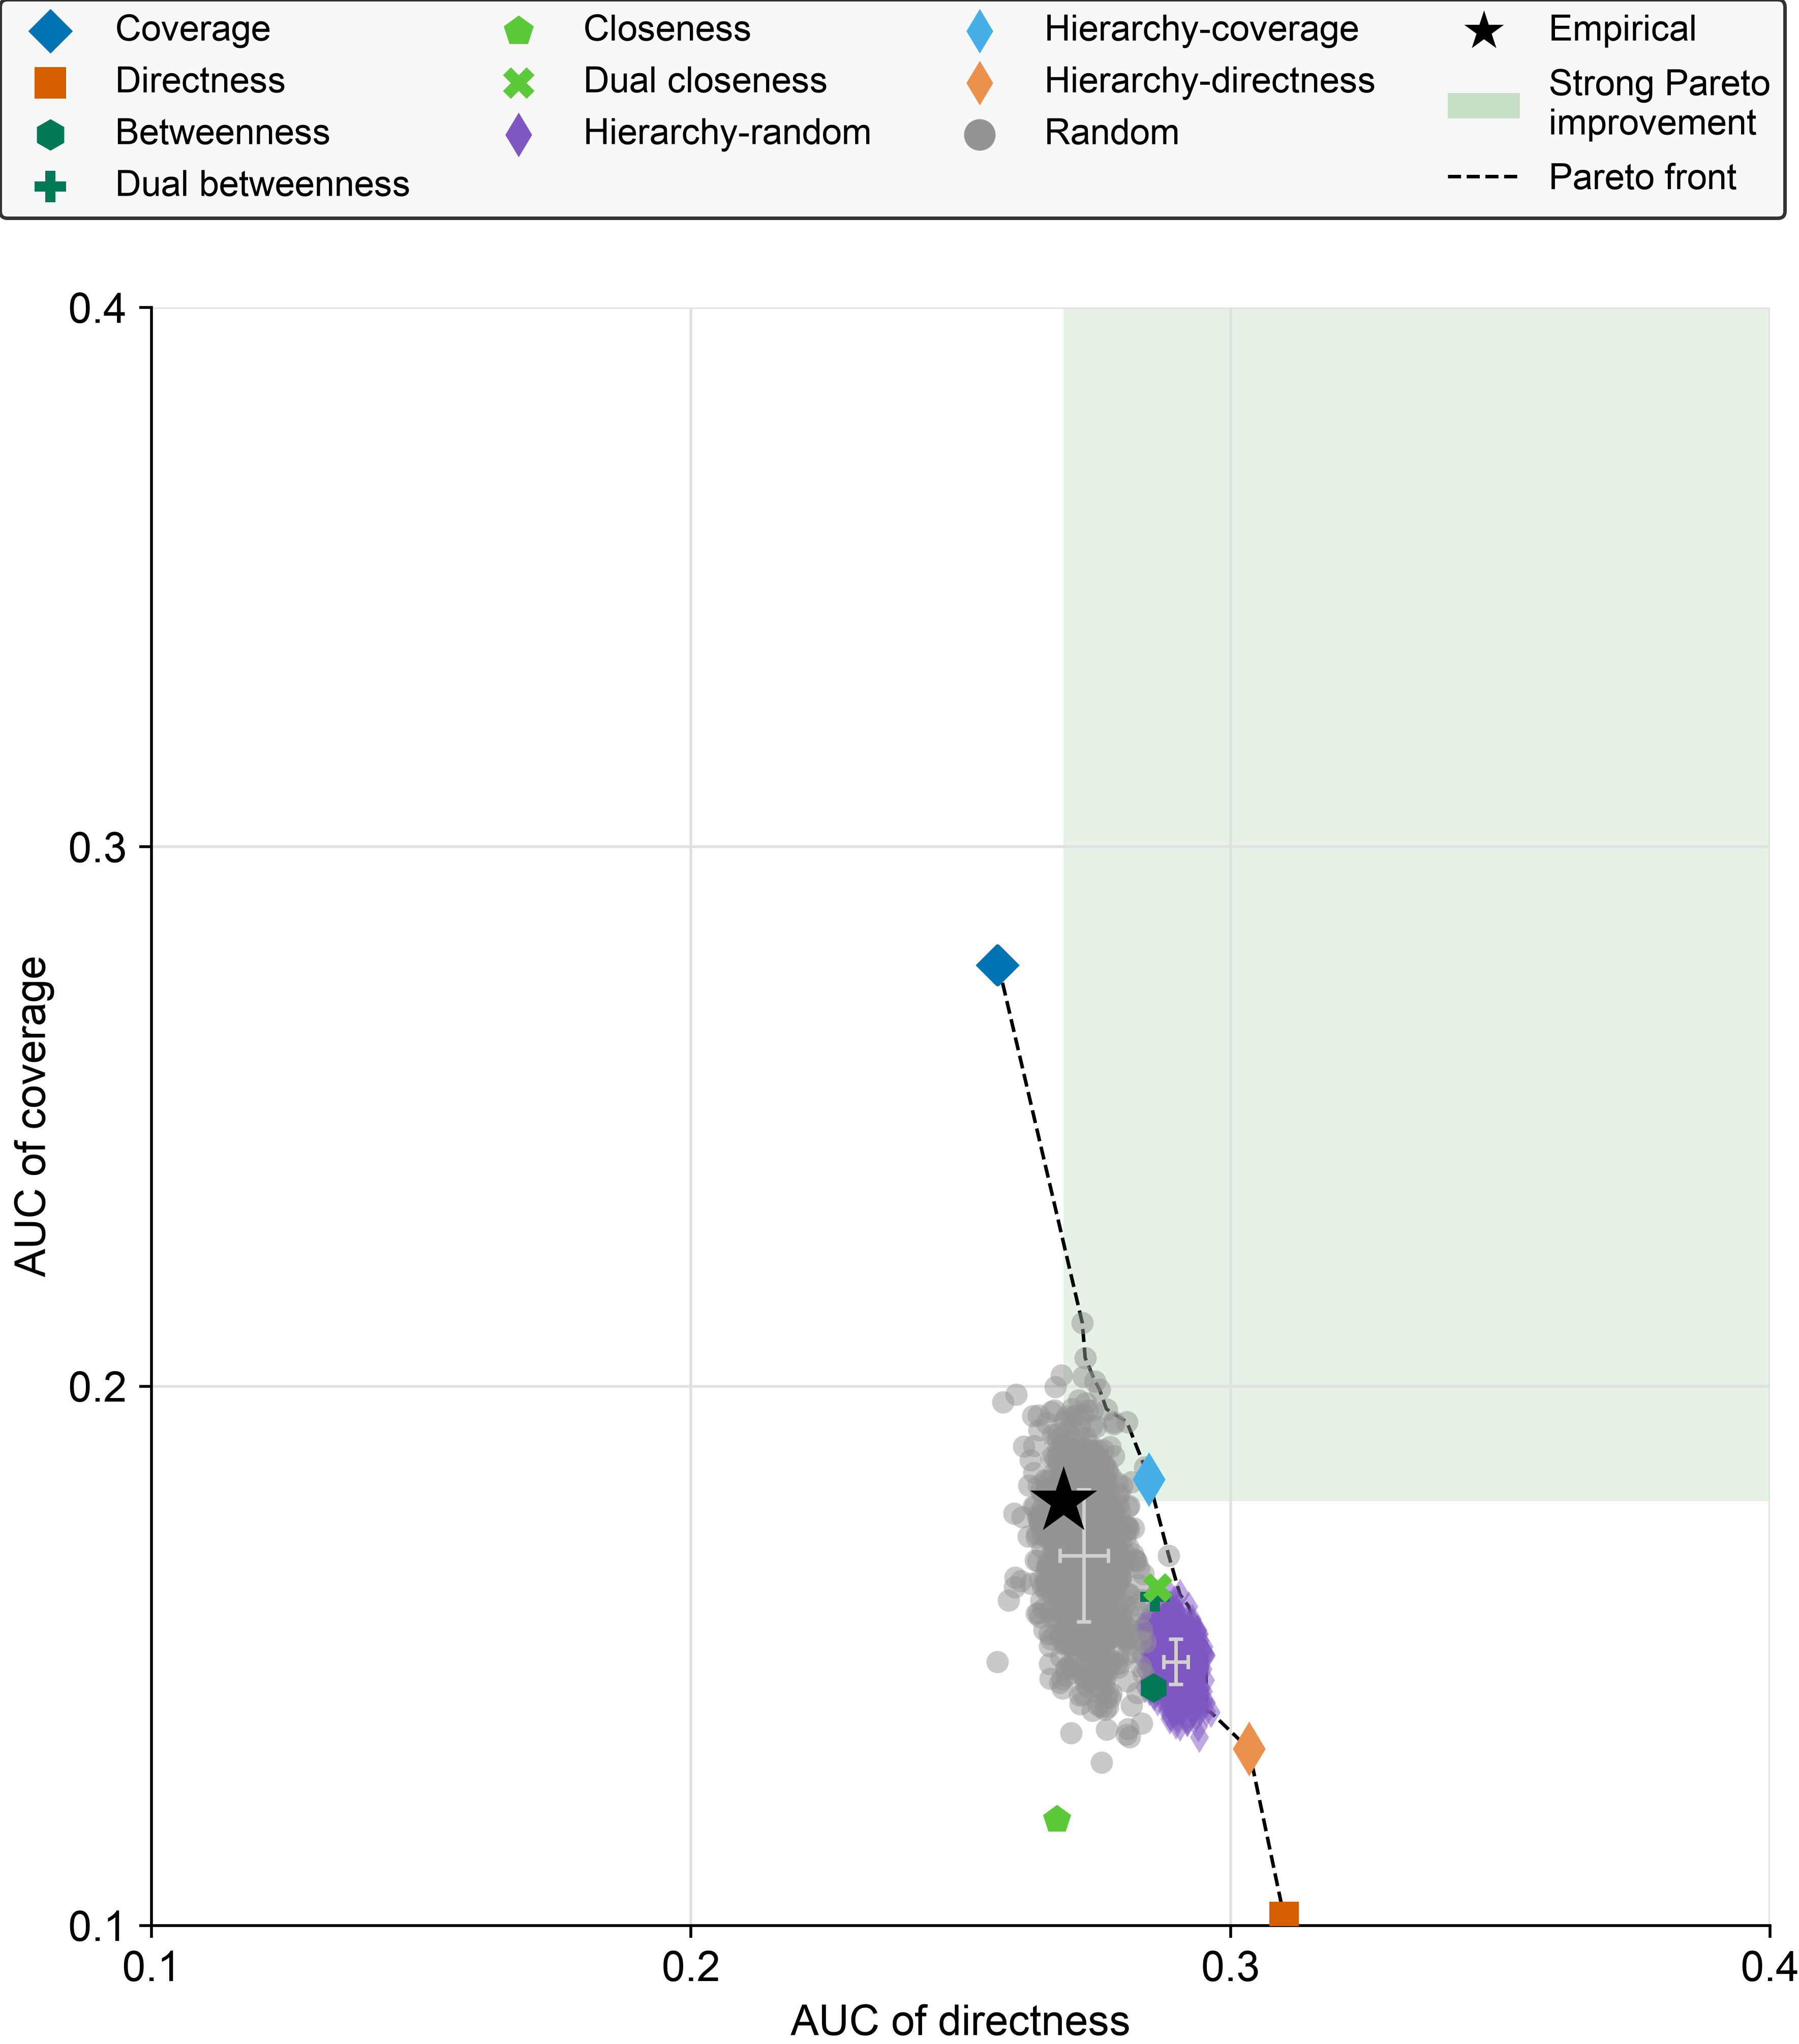 Coverage
Directness
Betweenness
Dual betweenness
Closeness
Dual closeness
Hierarchy-random
Hierarchy-coverage
Hierarchy-directness
Random
Empirical
Strong Pareto
improvement
Pareto front
0.4
0.3
0.2
0.1
AUC of coverage
0.1
0.2
0.3
0.4
AUC of directness